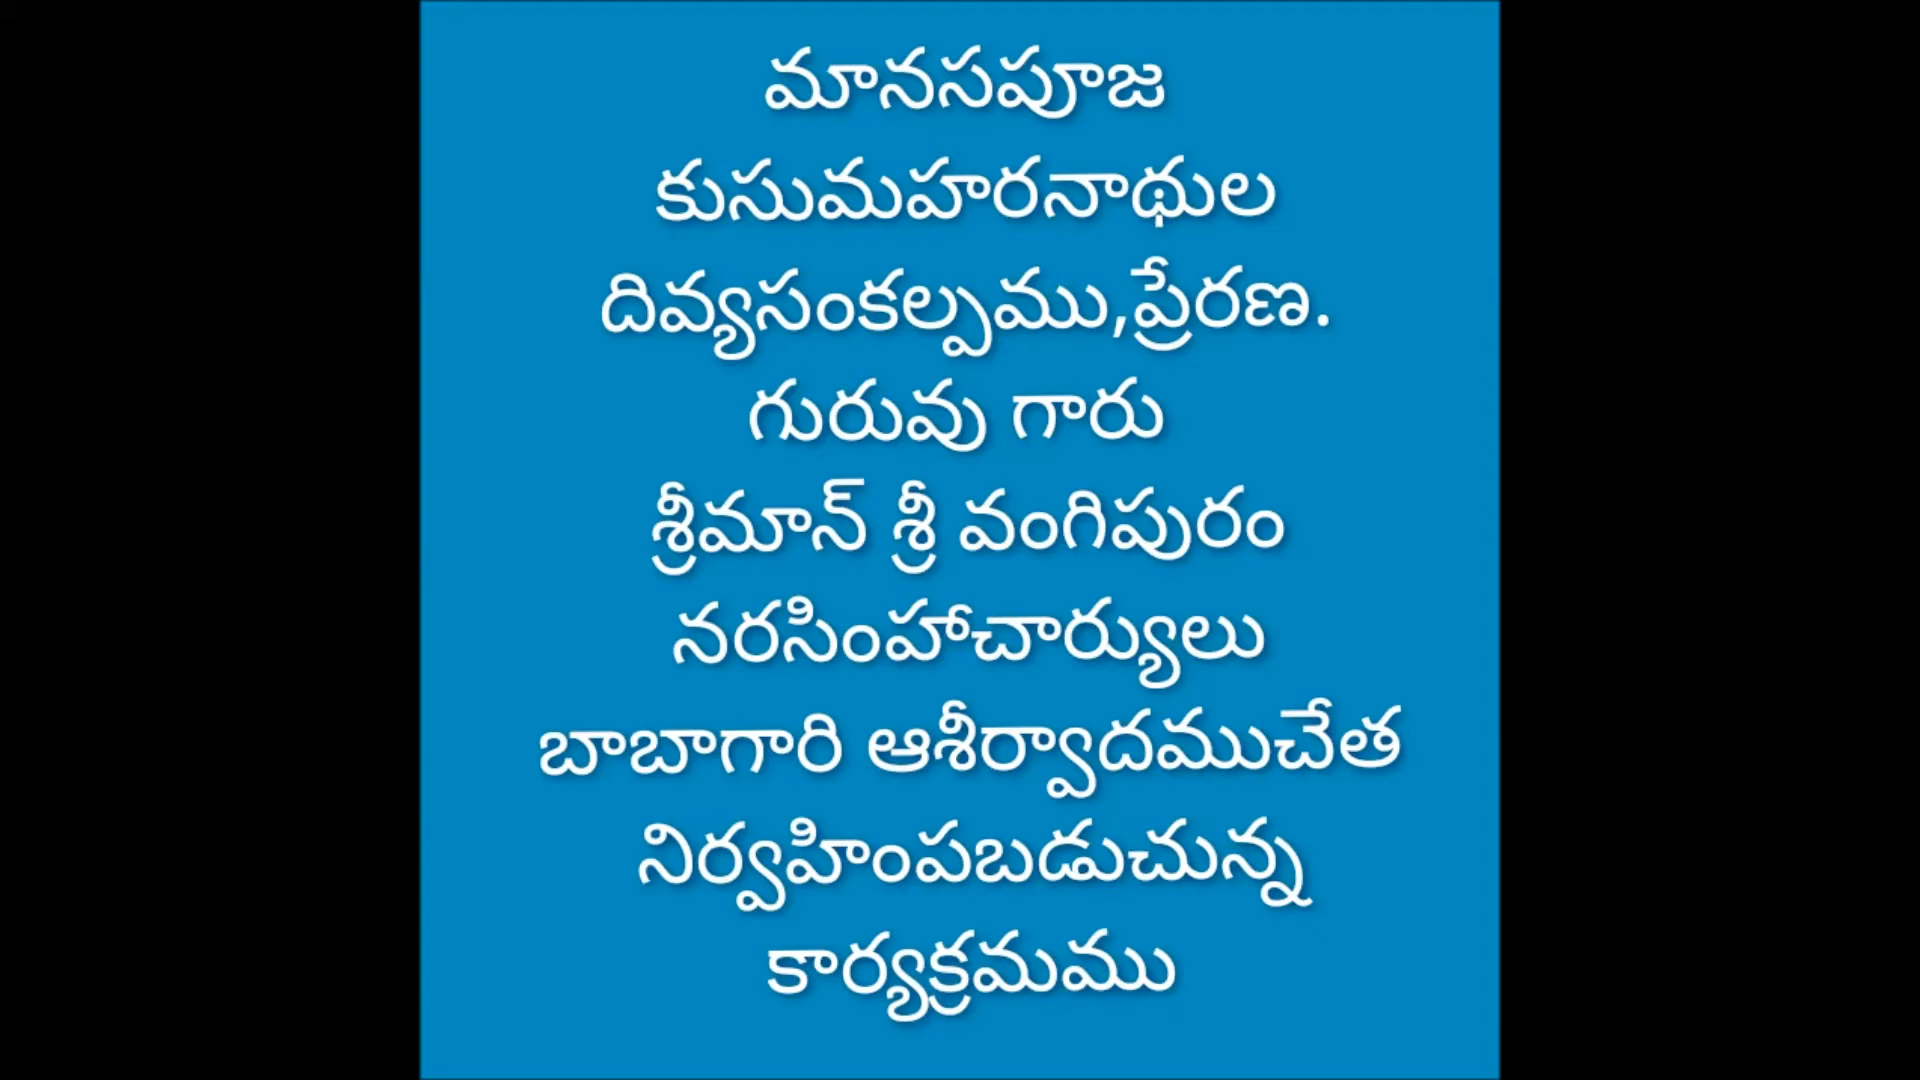 మానసపూజ
కుసుమహరనాథుల
దివ్యసంకల్పము,ప్రేరణ.
గురువు గారు
శ్రీమాన్ శ్రీ వంగిపురం
నరసింహాచార్యులు
బాబాగారి ఆశీర్వాదముచేత
నిర్వహింపబడుచున్న
కార్యక్రమము